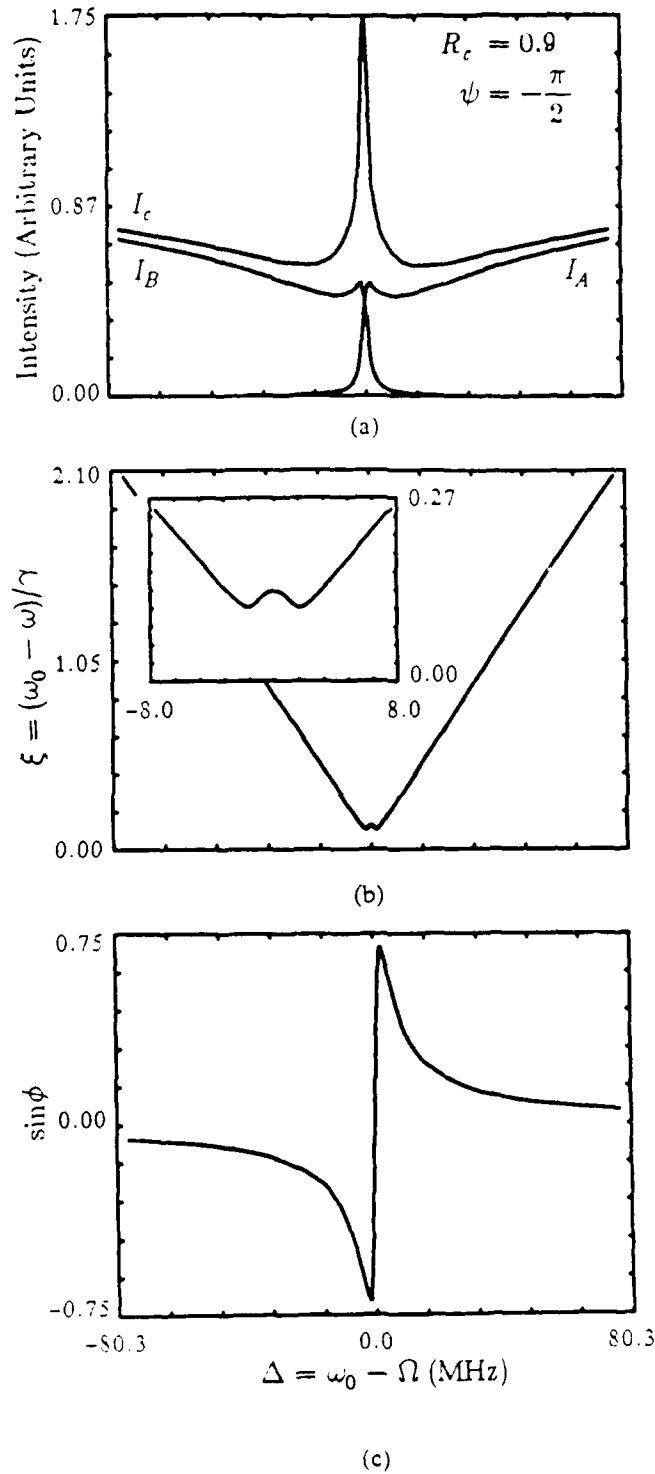 1.75
R_c = 0.9
ψ = −π/2
Intensity (Arbitrary Units)
0.87
I_c
I_B
I_A
0.00
(a)
2.10
0.27
ξ = (ω₀ − ω)/γ
1.05
0.00
-8.0
8.0
0.00
(b)
0.75
sinϕ
0.00
-0.75
-80.3
0.0
80.3
Δ = ω₀ − Ω (MHz)
(c)